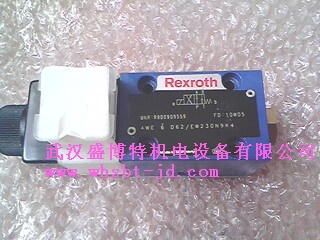 Rexroth
MNR: R900909559
FD: 10W05
4WE 6 D62/EW230N9K4
武汉盛博特机电设备有限公司
www.whsbt-jd.com